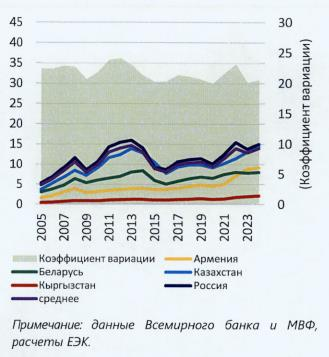 45
40
35
30
25
20
15
10
5
0
30
25
20
15
10
5
0
(Коэффициент вариации)
2005
2007
2009
2011
2013
2015
2017
2019
2021
2023
Коэффициент вариации
Армения
Беларусь
Казахстан
Кыргызстан
Россия
среднее
Примечание: данные Всемирного банка и МВФ,
расчеты ЕЭК.